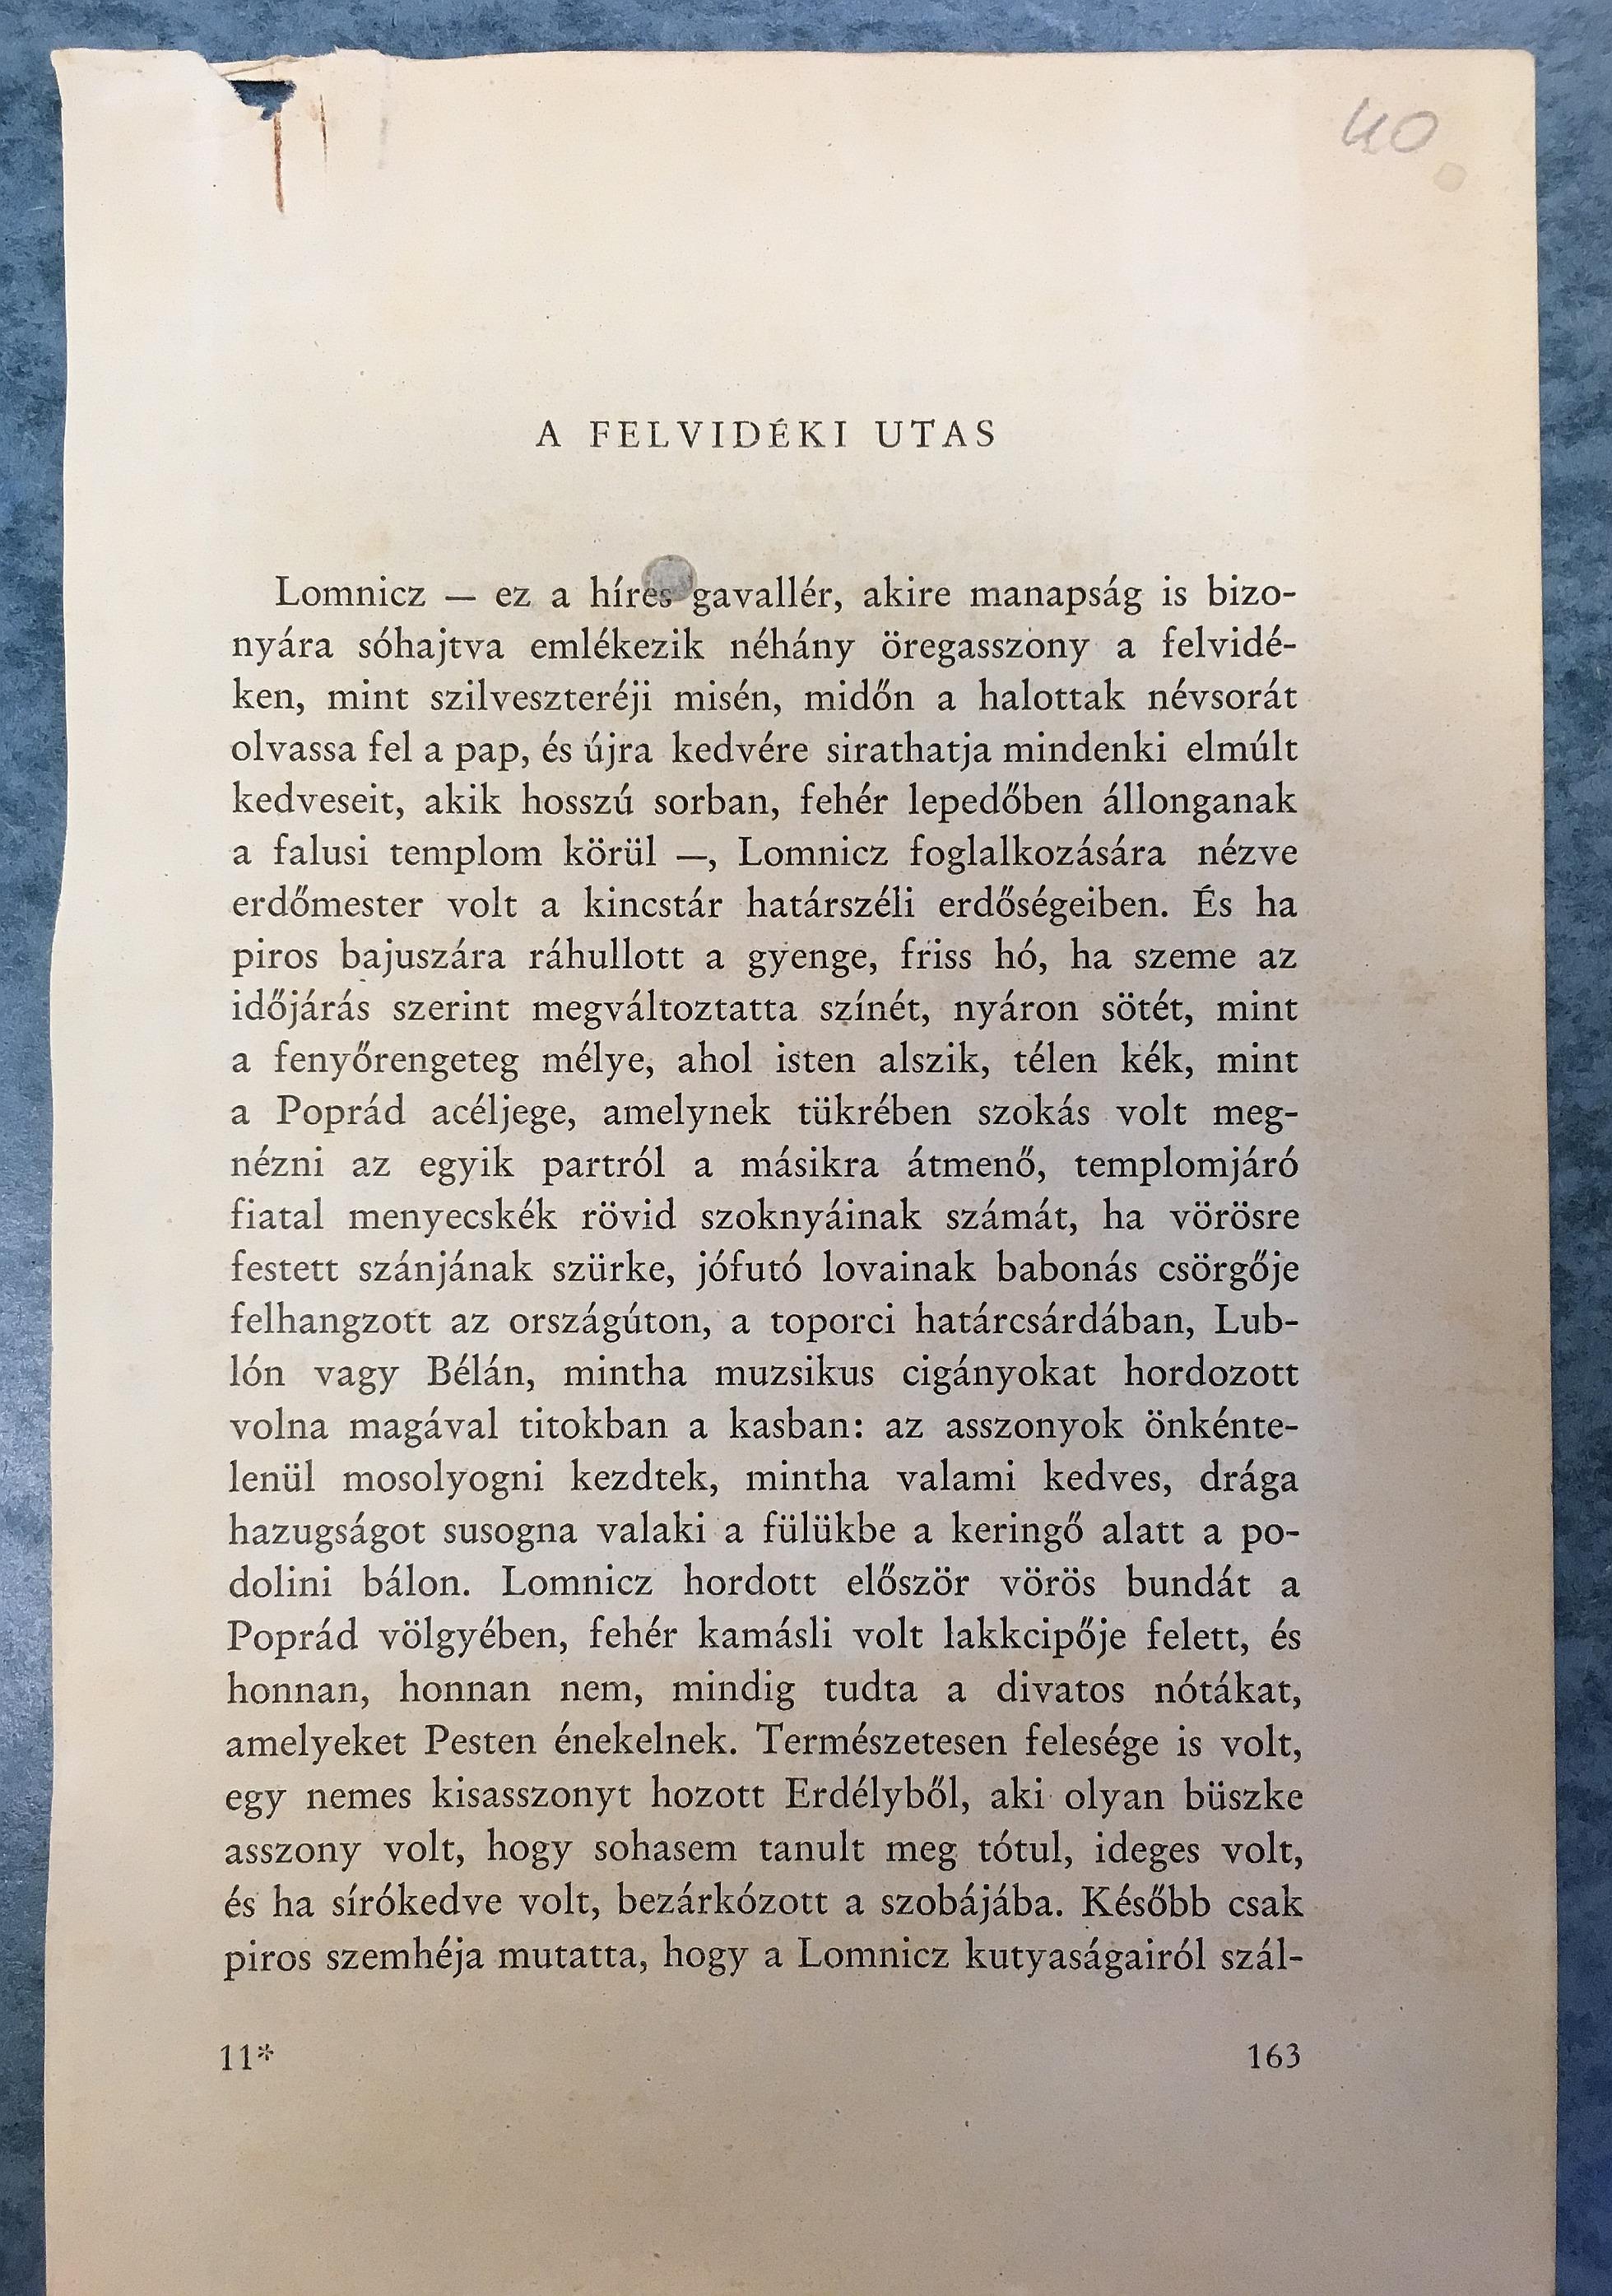 40
A FELVIDÉKI UTAS
Lomnicz — ez a híres gavallér, akire manapság is bizo-
nyára sóhajtva emlékezik néhány öregasszony a felvidé-
ken, mint szilveszteréji misén, midőn a halottak névsorát
olvassa fel a pap, és újra kedvére sirathatja mindenki elmúlt
kedveseit, akik hosszú sorban, fehér lepedőben állonganak
a falusi templom körül —, Lomnicz foglalkozására nézve
erdőmester volt a kincstár határszéli erdőségeiben. És ha
piros bajuszára ráhullott a gyenge, friss hó, ha szeme az
időjárás szerint megváltoztatta színét, nyáron sötét, mint
a fenyőrengeteg mélye, ahol isten alszik, télen kék, mint
a Poprád acéljege, amelynek tükrében szokás volt meg-
nézni az egyik partról a másikra átmenő, templomjáró
fiatal menyecskék rövid szoknyáinak számát, ha vörösre
festett szánjának szürke, jófutó lovainak babonás csörgője
felhangzott az országúton, a toporci határcsárdában, Lub-
lón vagy Bélán, mintha muzsikus cigányokat hordozott
volna magával titokban a kasban: az asszonyok önkénte-
lenül mosolyogni kezdtek, mintha valami kedves, drága
hazugságot susogna valaki a fülükbe a keringő alatt a po-
dolini bálon. Lomnicz hordott először vörös bundát a
Poprád völgyében, fehér kamásli volt lakkcipője felett, és
honnan, honnan nem, mindig tudta a divatos nótákat,
amelyeket Pesten énekelnek. Természetesen felesége is volt,
egy nemes kisasszonyt hozott Erdélyből, aki olyan büszke
asszony volt, hogy sohasem tanult meg tótul, ideges volt,
és ha sírókedve volt, bezárkózott a szobájába. Később csak
piros szemhéja mutatta, hogy a Lomnicz kutyaságairól szál-
11* 163